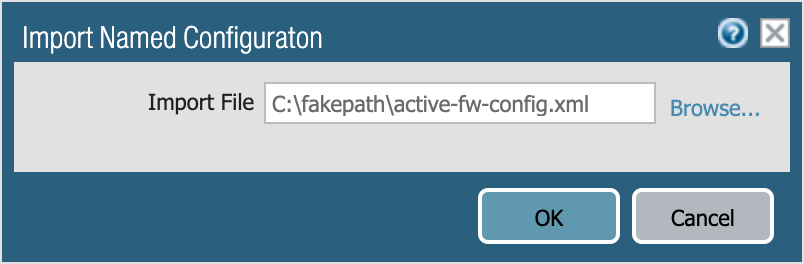 Import Named Configuraton
Import File C:\fakepath\active-fw-config.xml Browse...
OK Cancel